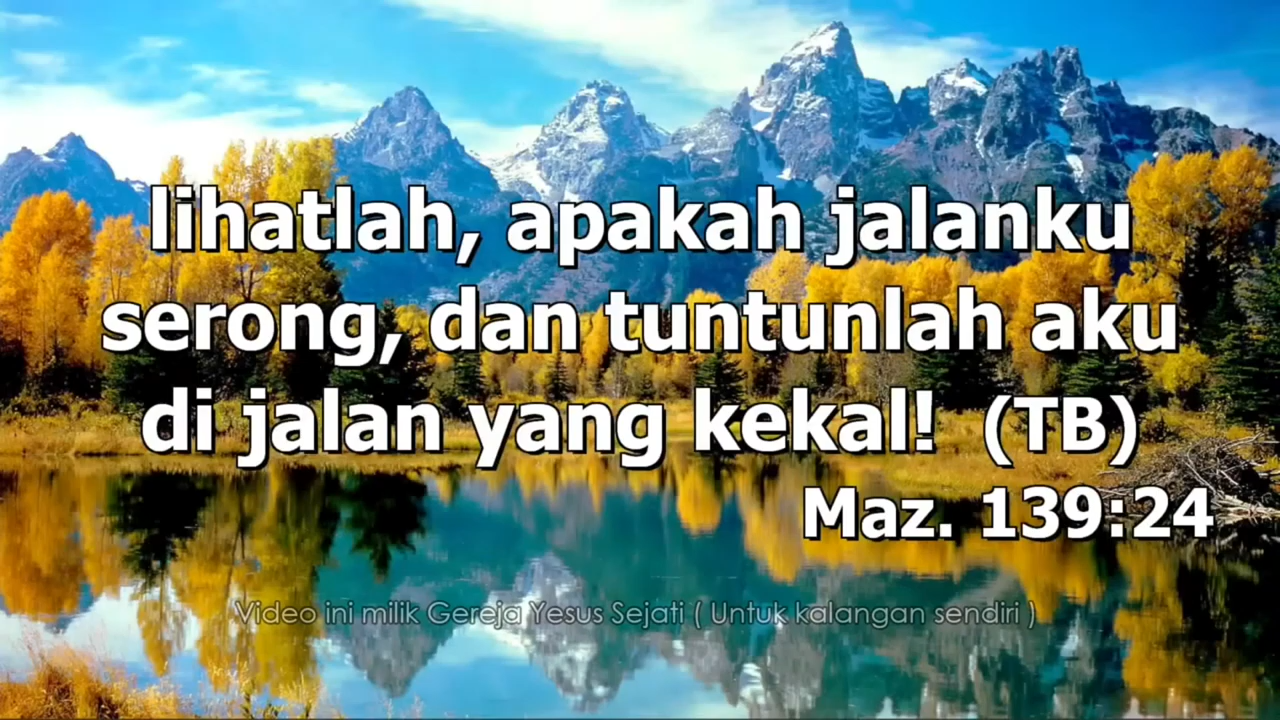 lihatlah, apakah jalanku
serong, dan tuntunlah aku
di jalan yang kekal! (TB)
Maz. 139:24
Video ini milik Gereja Yesus Sejati ( Untuk kalangan sendiri )